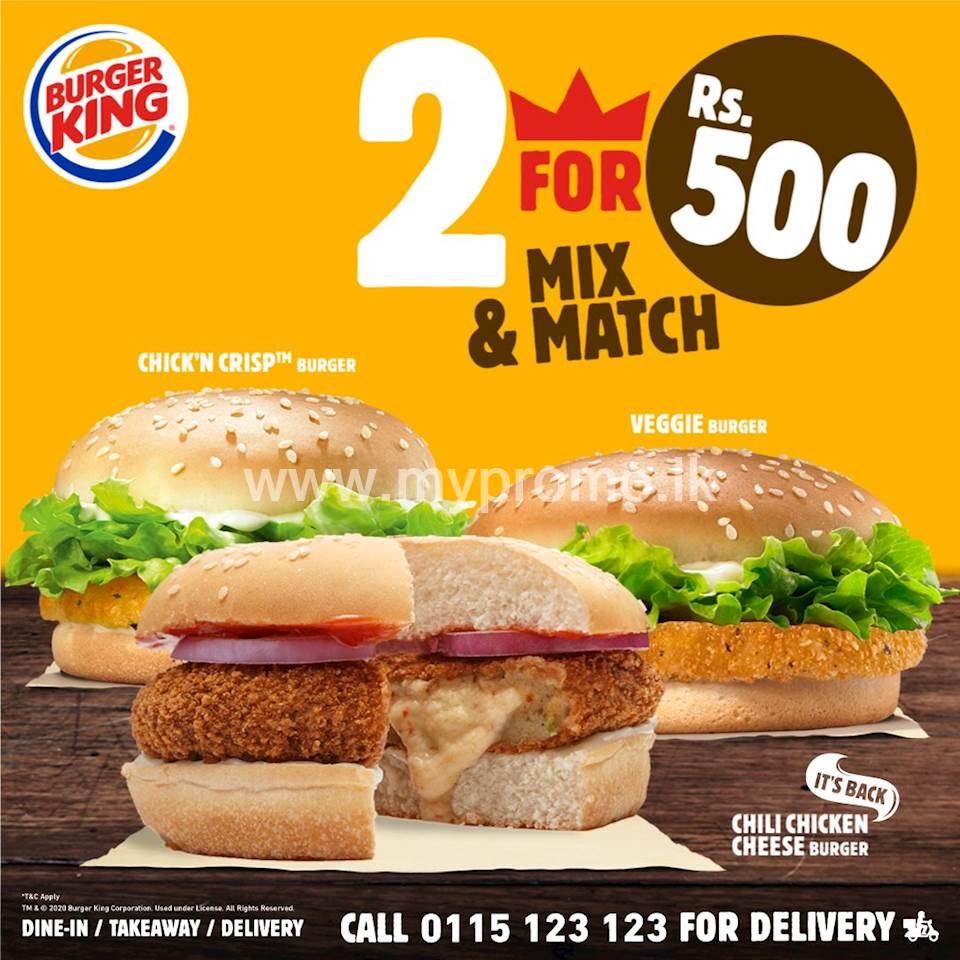 BURGER
KING®
2 FOR Rs. 500
MIX
& MATCH
CHICK'N CRISP™ BURGER
VEGGIE BURGER
www.mypromo.lk
IT'S BACK
CHILI CHICKEN
CHEESE BURGER
*T&C Apply
TM & © 2020 Burger King Corporation. Used under License. All Rights Reserved.
DINE-IN / TAKEAWAY / DELIVERY
CALL 0115 123 123 FOR DELIVERY